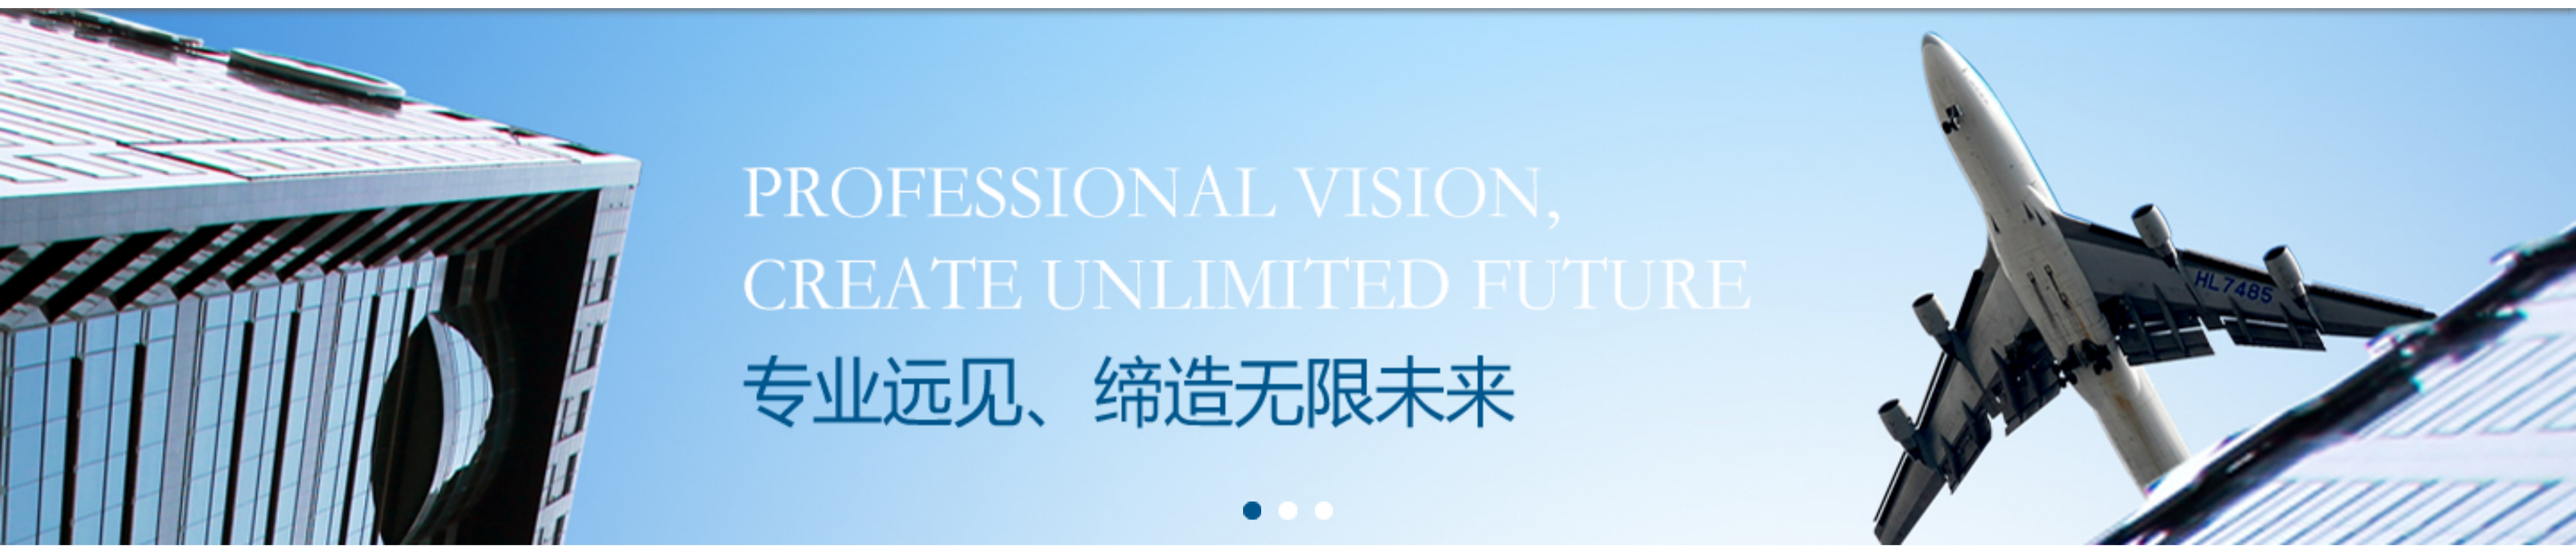 PROFESSIONAL VISION,
CREATE UNLIMITED FUTURE
专业远见、缔造无限未来
HL7485